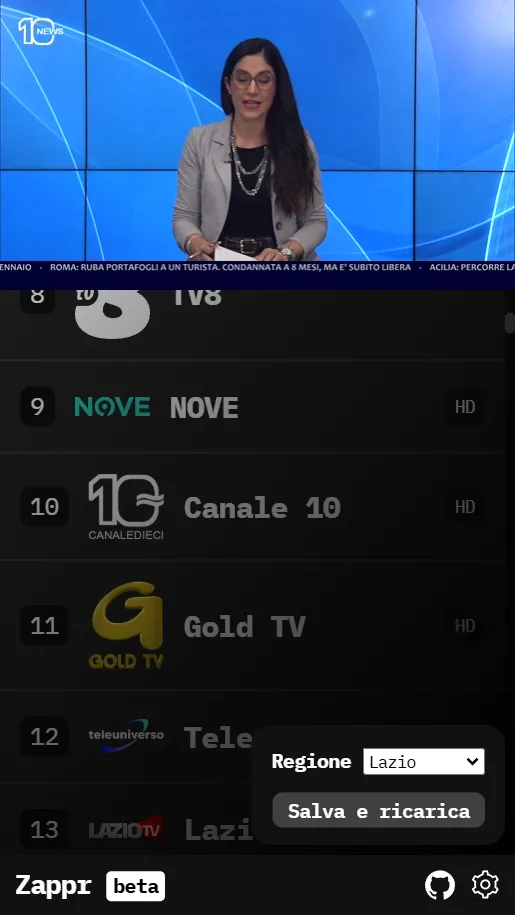 10 NEWS
ENNAIO - ROMA: RUBA PORTAFOGLI A UN TURISTA. CONDANNATA A 8 MESI, MA E' SUBITO LIBERA - ACILIA: PERCORRE LA
8 tv8 TV8
9 NOVE NOVE HD
10 10 CANALEDIECI Canale 10 HD
11 G GOLD TV Gold TV HD
12 teleuniverso Tele
13 LAZIO TV Lazi
Regione Lazio
Salva e ricarica
Zappr beta